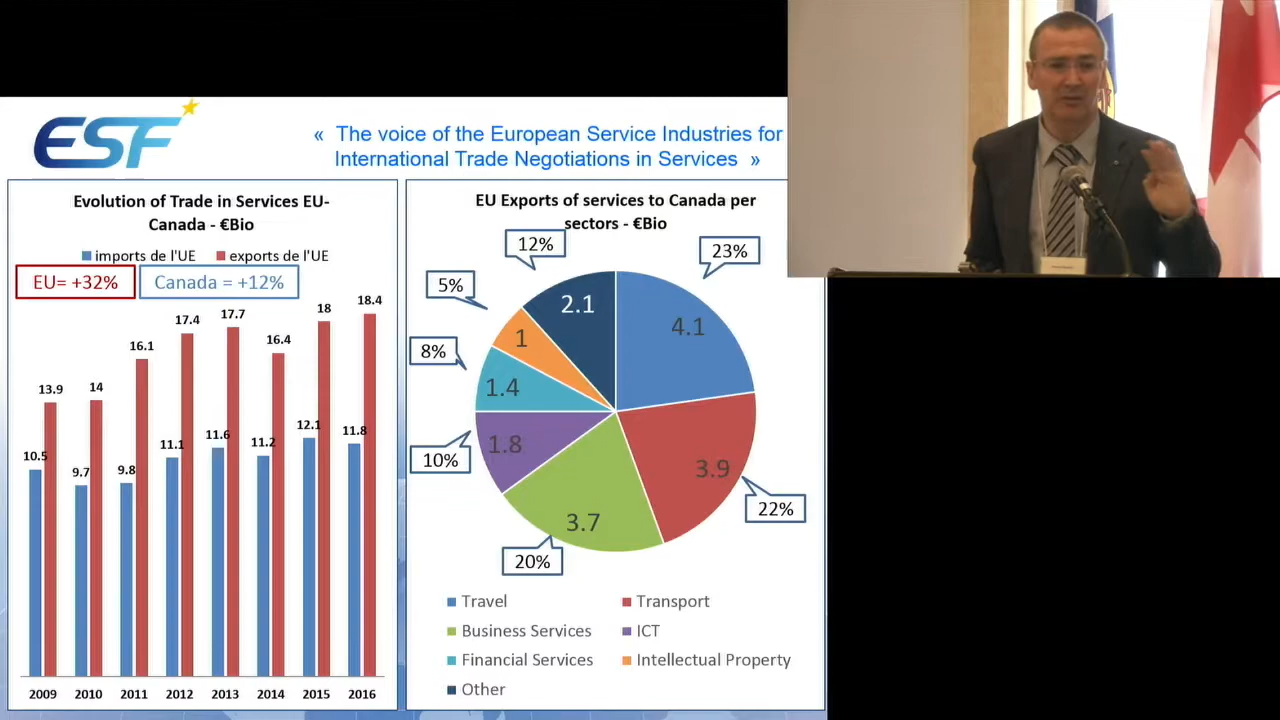 ESF
« The voice of the European Service Industries for
International Trade Negotiations in Services »
Evolution of Trade in Services EU-
Canada - €Bio
imports de l'UE exports de l'UE
EU= +32% Canada = +12%
10.5 13.9 9.7 14 9.8 16.1 11.1 17.4 11.6 17.7 11.2 16.4 12.1 18 11.8 18.4
2009 2010 2011 2012 2013 2014 2015 2016
EU Exports of services to Canada per
sectors - €Bio
12% 23%
5%
8%
10%
22%
20%
2.1 4.1
1
1.4
1.8
3.9
3.7
Travel Transport
Business Services ICT
Financial Services Intellectual Property
Other